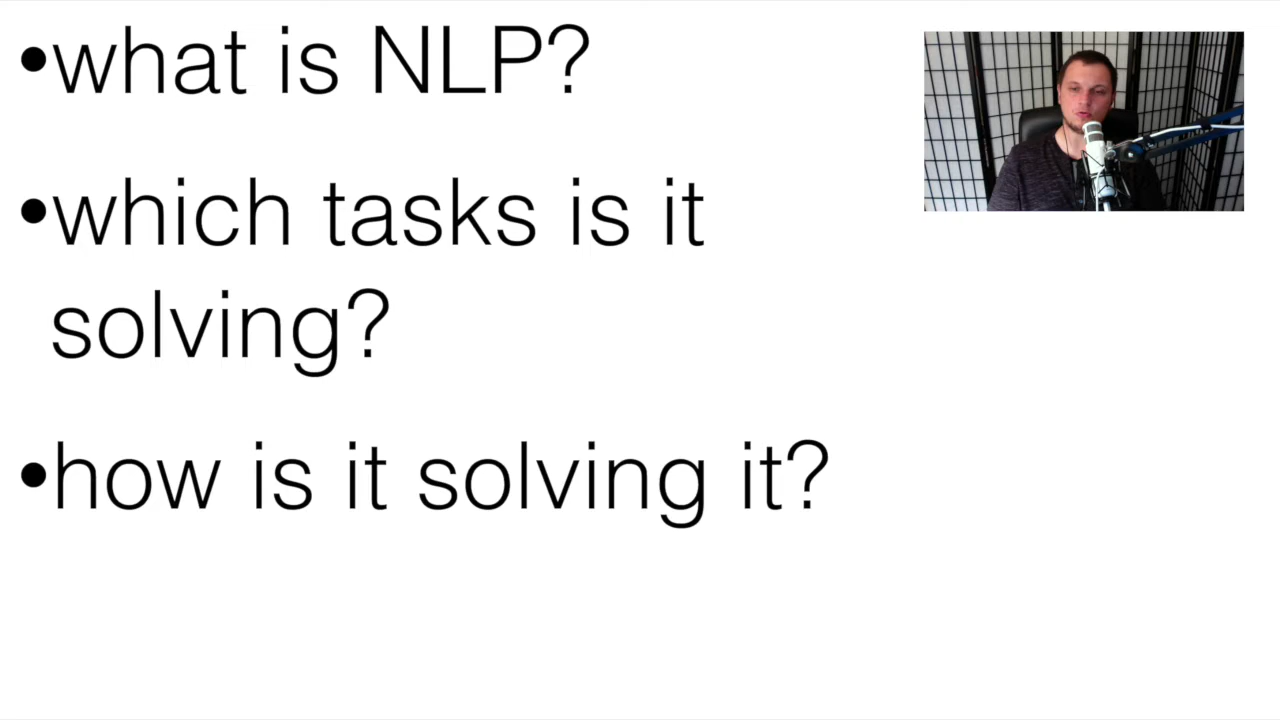 •what is NLP?
•which tasks is it
solving?
•how is it solving it?